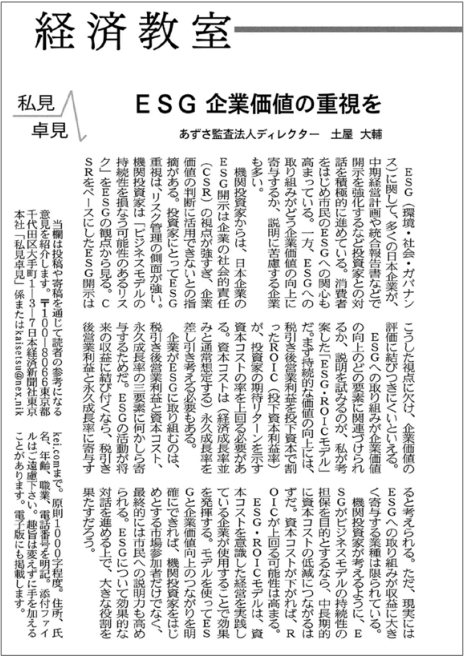 経済教室
私見
卓見
ESG 企業価値の重視を
あずさ監査法人ディレクター　土屋 大輔
ESG（環境・社会・ガバナン
ス）に関して、多くの日本企業が、
中期経営計画や統合報告書などで
開示を強化するなど投資家との対
話を積極的に進めている。消費者
をはじめ市民のESGへの関心も
高まっている。一方、ESGへの
取り組みがどう企業価値の向上に
寄与するか、説明に苦慮する企業
も多い。
機関投資家からは、日本企業の
ESG開示は企業の社会的責任
（CSR）の視点が強すぎ、企業
価値の判断に活用できないとの指
摘がある。投資家にとってESG
重視は、リスク管理の側面が強い。
機関投資家は「ビジネスモデルの
持続性を損なう可能性のあるリス
ク」をESGの観点から見る。C
SRをベースにしたESG開示は
こうした視点に欠け、企業価値の
評価に結びつきにくいといえる。
ESGへの取り組みが企業価値
の向上のどの要素に関連づけられ
るか、説明を試みるのが、私が考
案した「ESG・ROICモデル」
だ。まず持続的な価値の向上には、
税引き後営業利益を投下資本で割
ったROIC（投下資本利益率）
が、投資家の期待リターンを示す
資本コストの率を上回る必要があ
る。資本コストは（経済成長率並
みと通常想定する）永久成長率を
差し引き考える必要もある。
企業がESGに取り組むのは、
税引き後営業利益と資本コスト、
永久成長率の三要素に何かしら寄
与するためだ。ESGの活動が将
来の収益に結び付くなら、税引き
後営業利益と永久成長率に寄与す
ると考えられる。ただ、現実には
ESGへの取り組みが収益に大き
く寄与する業種は限られている。
機関投資家が考えるように、E
SGがビジネスモデルの持続性の
担保を目的とするなら、中長期的
に資本コストの低減につながるは
ずだ。資本コストが下がれば、R
OICが上回る可能性は高まる。
ESG・ROICモデルは、資
本コストを意識した経営を実践し
ている企業が使用することで効果
を発揮する。モデルを使ってES
Gと企業価値向上のつながりを明
確にできれば、機関投資家をはじ
めとする市場参加者だけでなく、
最終的には市民への説明力も高め
られる。ESGについて効果的な
対話を進める上で、大きな役割を
果たすだろう。
当欄は投稿や寄稿を通じて読者の参考になる
意見を紹介します。〒100-8066東京都
千代田区大手町1-3-7日本経済新聞社東京
本社「私見卓見」係またはkaisetsu@nex.nik
kei.comまで。原則1000字程度。住所、氏
名、年齢、職業、電話番号を明記。添付ファイ
ルはご遠慮下さい。趣旨は変えずに手を加える
ことがあります。電子版にも掲載します。